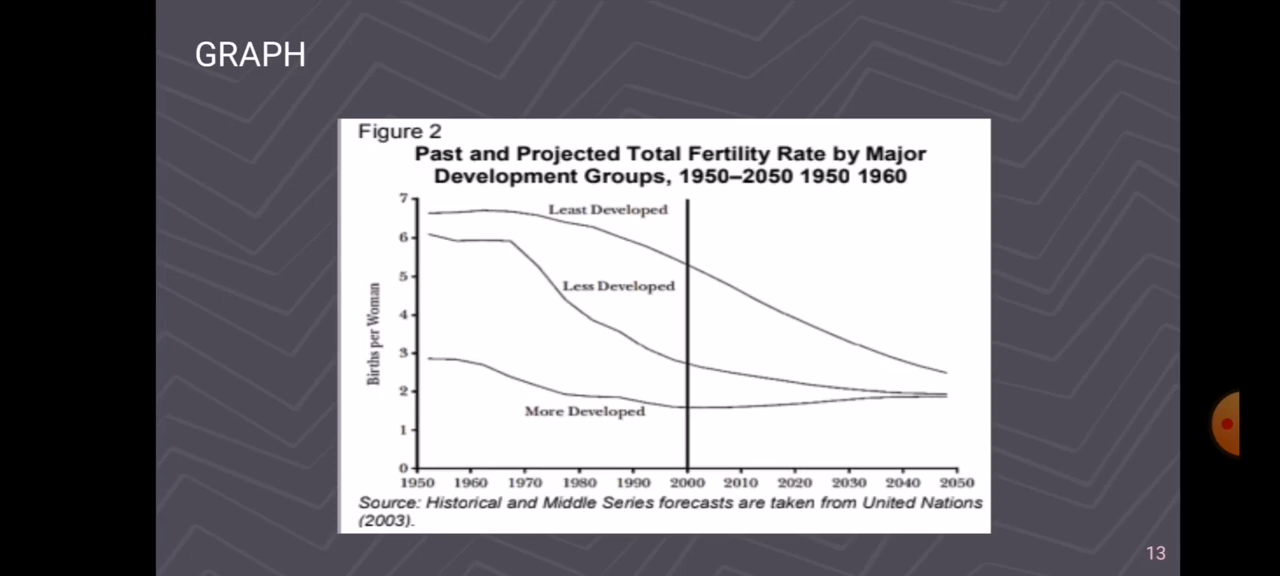 GRAPH
Figure 2
Past and Projected Total Fertility Rate by Major
Development Groups, 1950–2050 1950 1960
7
Least Developed
6
5
Less Developed
4
3
2
More Developed
1
0
Births per Woman
1950 1960 1970 1980 1990 2000 2010 2020 2030 2040 2050
Source: Historical and Middle Series forecasts are taken from United Nations
(2003).
13